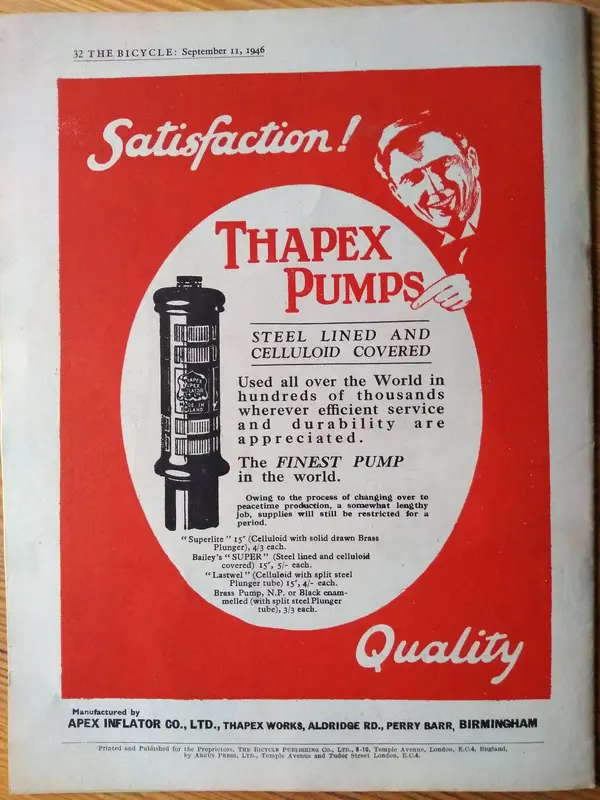 32 THE BICYCLE: September 11, 1946
Satisfaction!
THAPEX
PUMPS
STEEL LINED AND
CELLULOID COVERED
Used all over the World in
hundreds of thousands
wherever efficient service
and durability are
appreciated.
The FINEST PUMP
in the world.
Owing to the process of changing over to
peacetime production, a somewhat lengthy
job, supplies will still be restricted for a
period.
"Superlite" 15" (Celluloid with solid drawn Brass
Plunger), 4/3 each.
Bailey's "SUPER" (Steel lined and celluloid
covered) 15", 5/- each.
"Lastwel" (Celluloid with split steel
Plunger tube) 15", 4/- each.
Brass Pump, N.P. or Black enam-
melled (with split steel Plunger
tube), 3/3 each.
THAPEX
APEX
INFLATOR
MADE IN
Quality
Manufactured by
APEX INFLATOR CO., LTD., THAPEX WORKS, ALDRIDGE RD., PERRY BARR, BIRMINGHAM
Printed and Published for the Proprietors, THE BICYCLE PUBLISHING CO., LTD., 8-10, Temple Avenue, London, E.C.4, England,
by ARGUS PRESS, LTD., Temple Avenue and Tudor Street London, E.C.4.